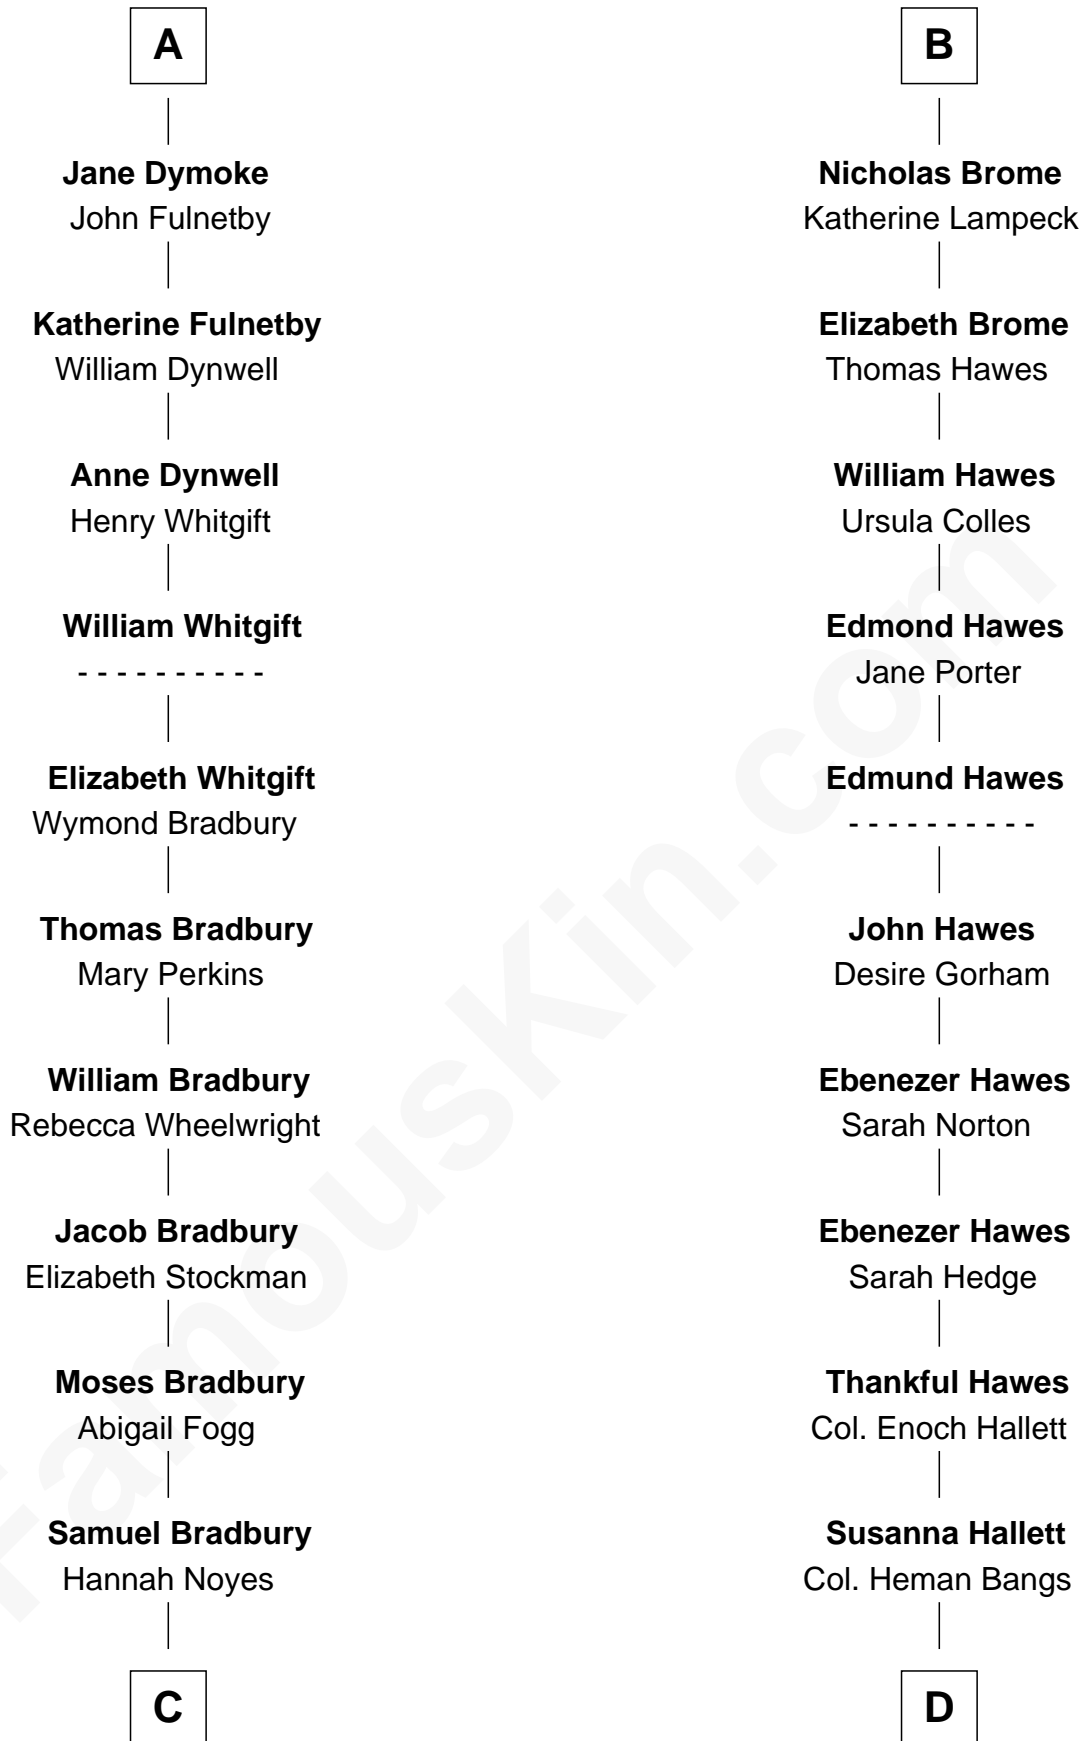 A
Jane Dymoke
John Fulnetby
Katherine Fulnetby
William Dynwell
Anne Dynwell
Henry Whitgift
William Whitgift
- - - - - - - - - -
Elizabeth Whitgift
Wymond Bradbury
Thomas Bradbury
Mary Perkins
William Bradbury
Rebecca Wheelwright
Jacob Bradbury
Elizabeth Stockman
Moses Bradbury
Abigail Fogg
Samuel Bradbury
Hannah Noyes
C
B
Nicholas Brome
Katherine Lampeck
Elizabeth Brome
Thomas Hawes
William Hawes
Ursula Colles
Edmond Hawes
Jane Porter
Edmund Hawes
- - - - - - - - - -
John Hawes
Desire Gorham
Ebenezer Hawes
Sarah Norton
Ebenezer Hawes
Sarah Hedge
Thankful Hawes
Col. Enoch Hallett
Susanna Hallett
Col. Heman Bangs
D
FamousKin.com